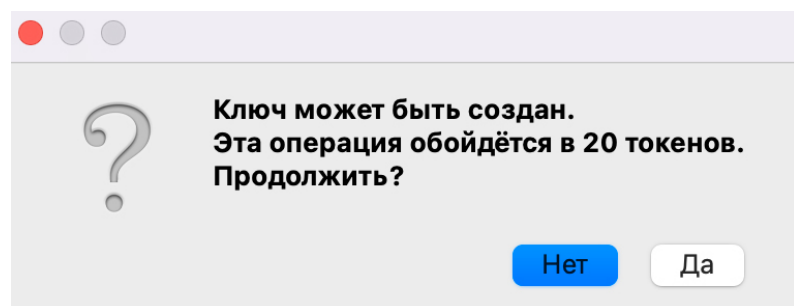 Ключ может быть создан.
Эта операция обойдётся в 20 токенов.
Продолжить?
Нет
Да